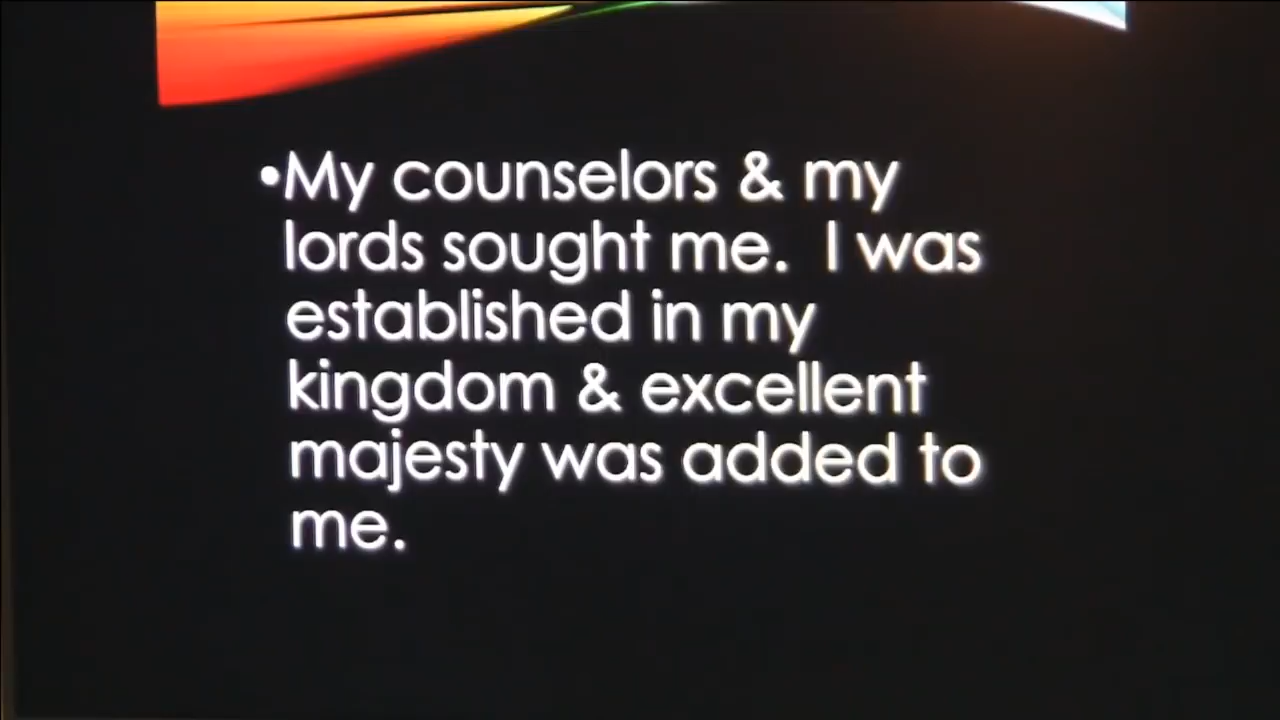 •My counselors & my
lords sought me.  I was
established in my
kingdom & excellent
majesty was added to
me.